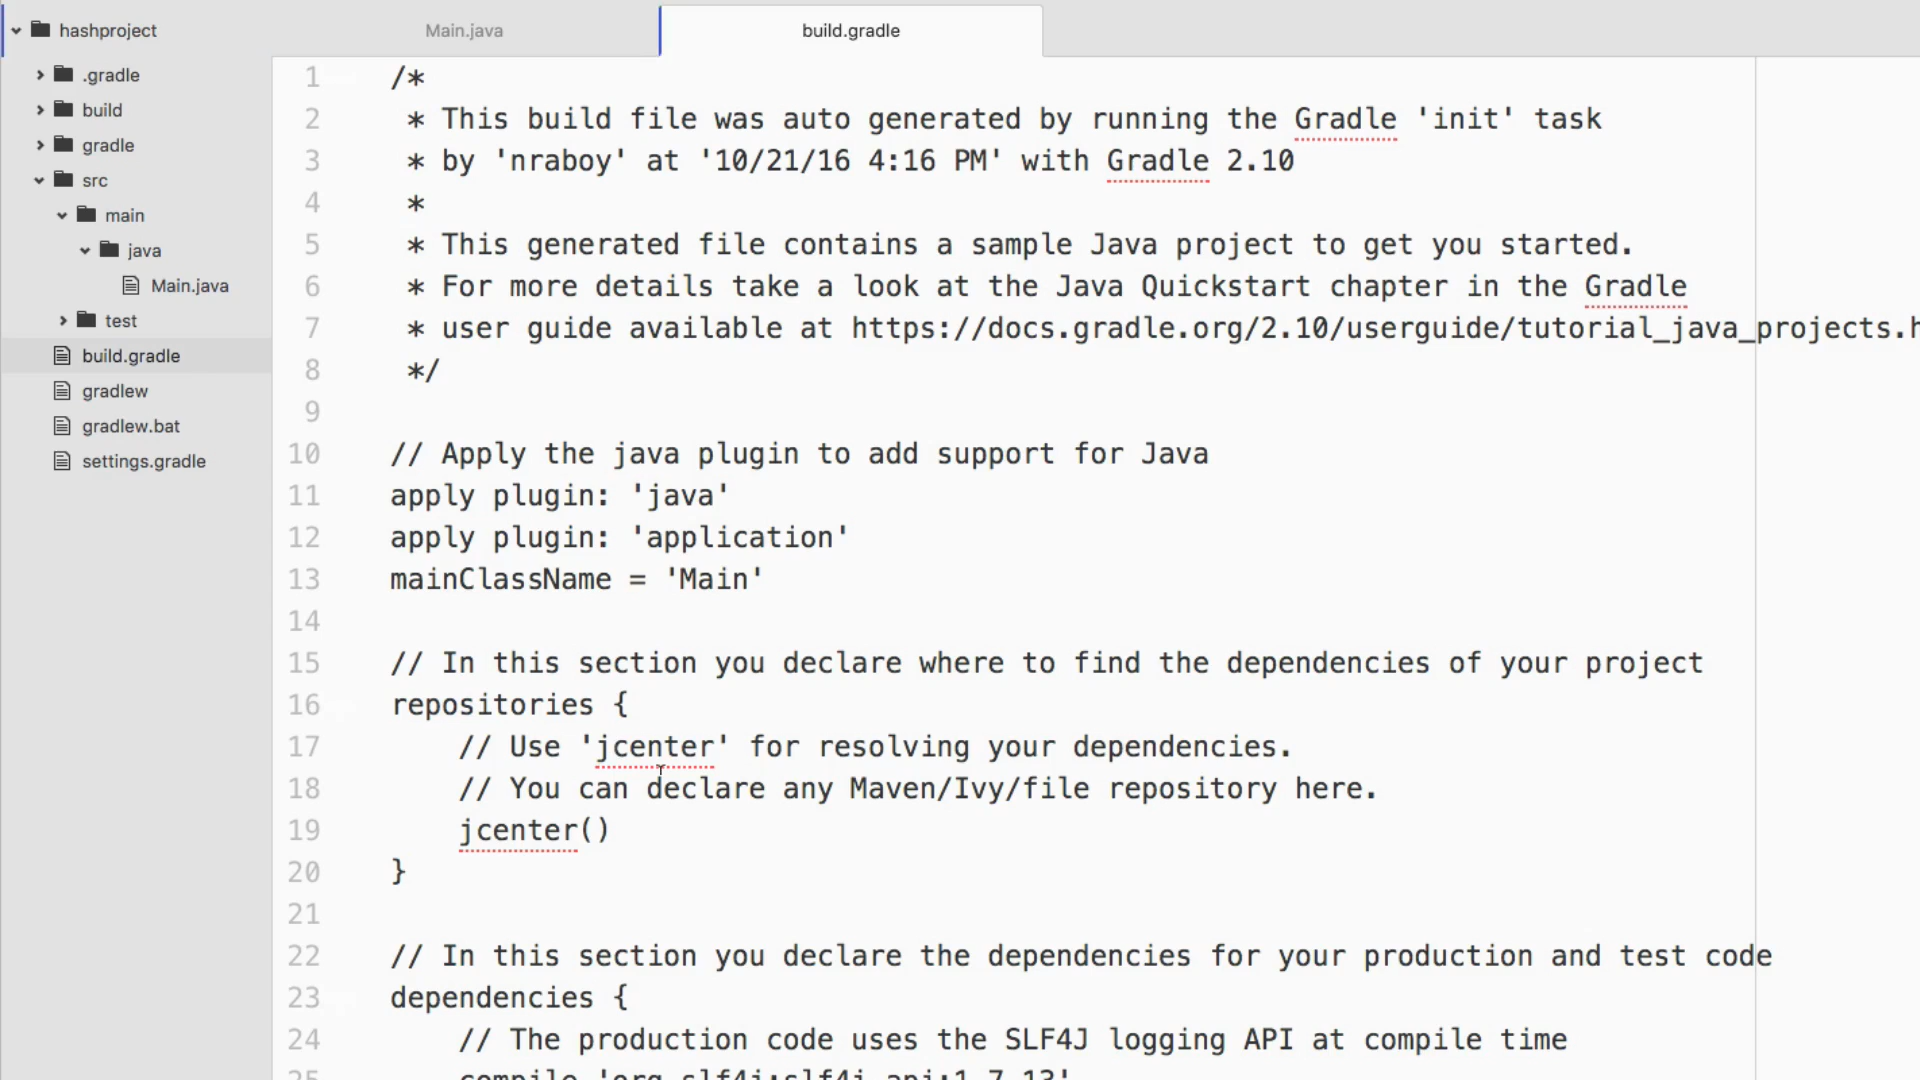 hashproject
.gradle
build
gradle
src
main
java
Main.java
test
build.gradle
gradlew
gradlew.bat
settings.gradle
Main.java
build.gradle
1 /*
2 * This build file was auto generated by running the Gradle 'init' task
3 * by 'nraboy' at '10/21/16 4:16 PM' with Gradle 2.10
4 *
5 * This generated file contains a sample Java project to get you started.
6 * For more details take a look at the Java Quickstart chapter in the Gradle
7 * user guide available at https://docs.gradle.org/2.10/userguide/tutorial_java_projects.h
8 */
9
10 // Apply the java plugin to add support for Java
11 apply plugin: 'java'
12 apply plugin: 'application'
13 mainClassName = 'Main'
14
15 // In this section you declare where to find the dependencies of your project
16 repositories {
17 // Use 'jcenter' for resolving your dependencies.
18 // You can declare any Maven/Ivy/file repository here.
19 jcenter()
20 }
21
22 // In this section you declare the dependencies for your production and test code
23 dependencies {
24 // The production code uses the SLF4J logging API at compile time
25 compile 'org.slf4j:slf4j-api:1.7.13'